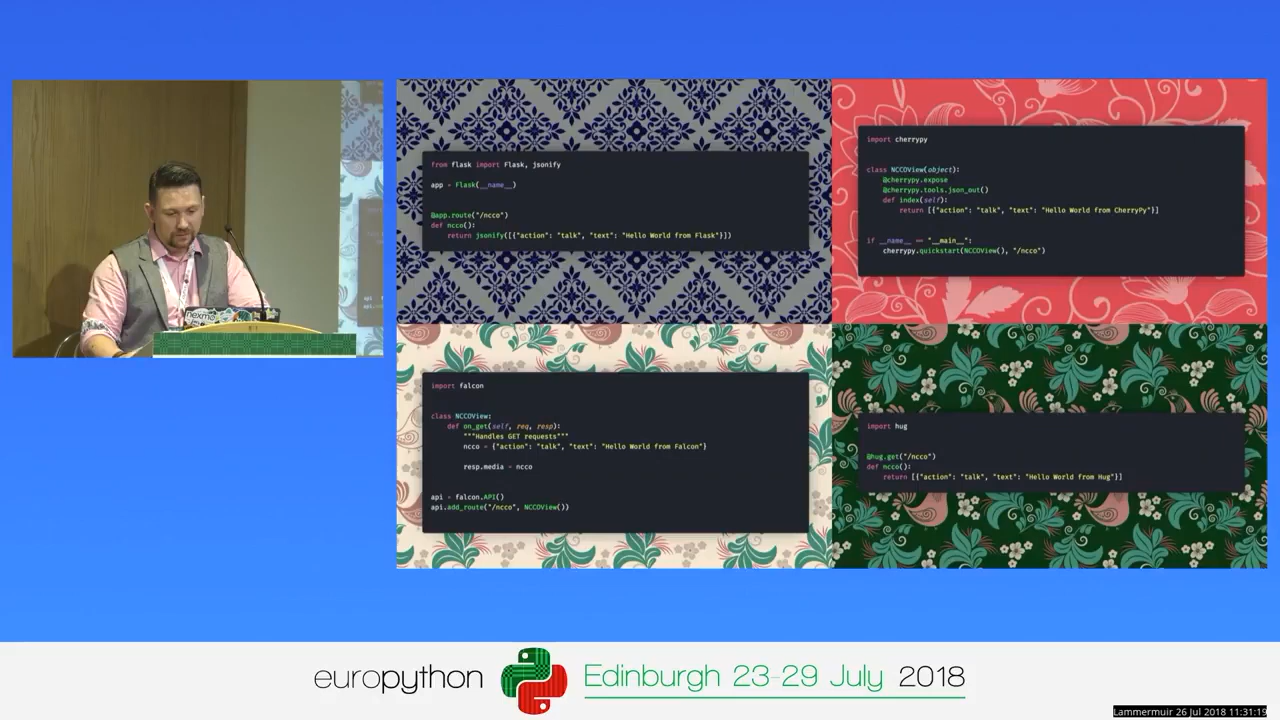 from flask import Flask, jsonify
app = Flask(__name__)
@app.route("/ncco")
def ncco():
return jsonify([{"action": "talk", "text": "Hello World from Flask"}])
import cherrypy
class NCCOView(object):
@cherrypy.expose
@cherrypy.tools.json_out()
def index(self):
return [{"action": "talk", "text": "Hello World from CherryPy"}]
if __name__ == "__main__":
cherrypy.quickstart(NCCOView(), "/ncco")
import falcon
class NCCOView:
def on_get(self, req, resp):
"""Handles GET requests"""
ncco = {"action": "talk", "text": "Hello World from Falcon"}
resp.media = ncco
api = falcon.API()
api.add_route("/ncco", NCCOView())
import hug
@hug.get("/ncco")
def ncco():
return [{"action": "talk", "text": "Hello World from Hug"}]
nexmo
europython
Edinburgh 23-29 July 2018
Lammermuir 26 Jul 2018 11:31:19